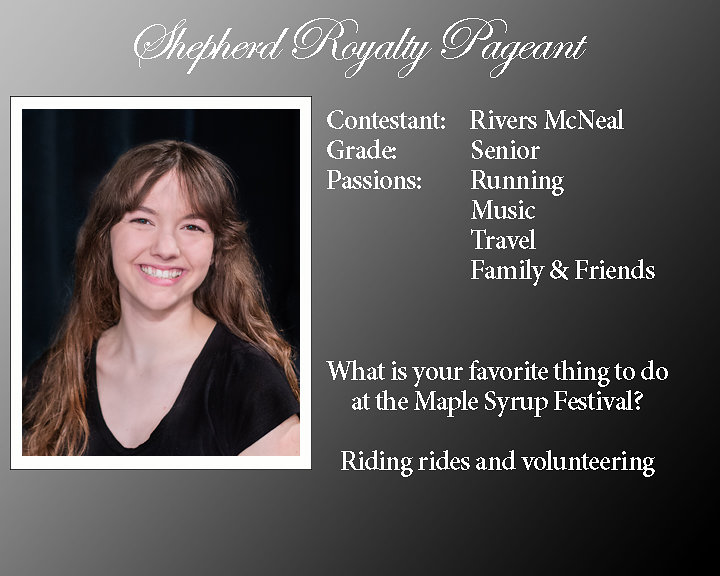 Shepherd Royalty Pageant
Contestant: Rivers McNeal
Grade: Senior
Passions: Running
Music
Travel
Family & Friends
What is your favorite thing to do
at the Maple Syrup Festival?
Riding rides and volunteering